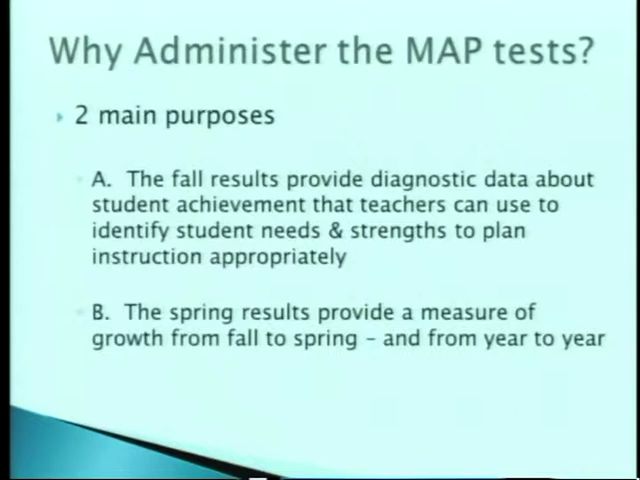 Why Administer the MAP tests?
2 main purposes
A. The fall results provide diagnostic data about
student achievement that teachers can use to
identify student needs & strengths to plan
instruction appropriately
B. The spring results provide a measure of
growth from fall to spring – and from year to year